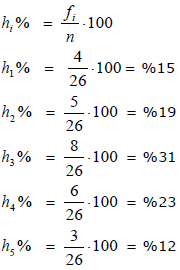 hᵢ% = fᵢ/n · 100
h₁% = 4/26 · 100 = %15
h₂% = 5/26 · 100 = %19
h₃% = 8/26 · 100 = %31
h₄% = 6/26 · 100 = %23
h₅% = 3/26 · 100 = %12